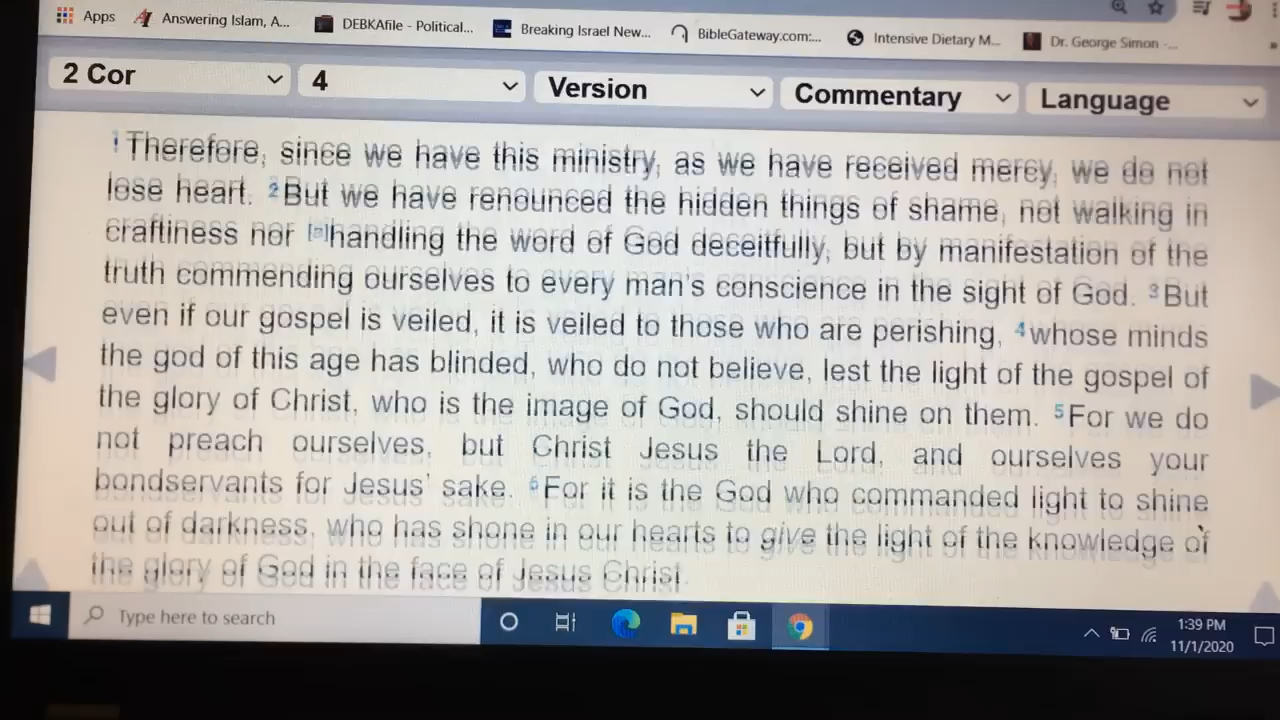 Apps Answering Islam, A... DEBKAfile - Political... Breaking Israel New... BibleGateway.com:... Intensive Dietary M... Dr. George Simon -...
2 Cor 4 Version Commentary Language
1 Therefore, since we have this ministry, as we have received mercy, we do not
lose heart. 2 But we have renounced the hidden things of shame, not walking in
craftiness nor [a]handling the word of God deceitfully, but by manifestation of the
truth commending ourselves to every man's conscience in the sight of God. 3 But
even if our gospel is veiled, it is veiled to those who are perishing, 4 whose minds
the god of this age has blinded, who do not believe, lest the light of the gospel of
the glory of Christ, who is the image of God, should shine on them. 5 For we do
not preach ourselves, but Christ Jesus the Lord, and ourselves your
bondservants for Jesus' sake. 6 For it is the God who commanded light to shine
out of darkness, who has shone in our hearts to give the light of the knowledge of
the glory of God in the face of Jesus Christ.
Type here to search
1:39 PM
11/1/2020